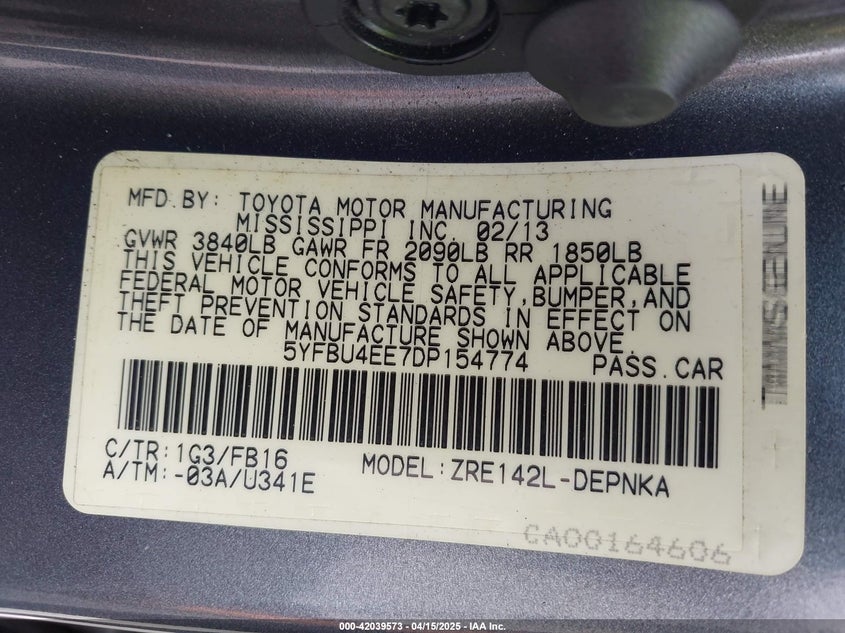 MFD.BY: TOYOTA MOTOR MANUFACTURING
MISSISSIPPI INC. 02/13
GVWR 3840LB GAWR FR 2090LB RR 1850LB
THIS VEHICLE CONFORMS TO ALL APPLICABLE
FEDERAL MOTOR VEHICLE SAFETY,BUMPER,AND
THEFT PREVENTION STANDARDS IN EFFECT ON
THE DATE OF MANUFACTURE SHOWN ABOVE.
5YFBU4EE7DP154774 PASS.CAR
C/TR:1G3/FB16
A/TM:-03A/U341E
MODEL:ZRE142L-DEPNKA
CA00164606
000-42039573 - 04/15/2025 - IAA Inc.